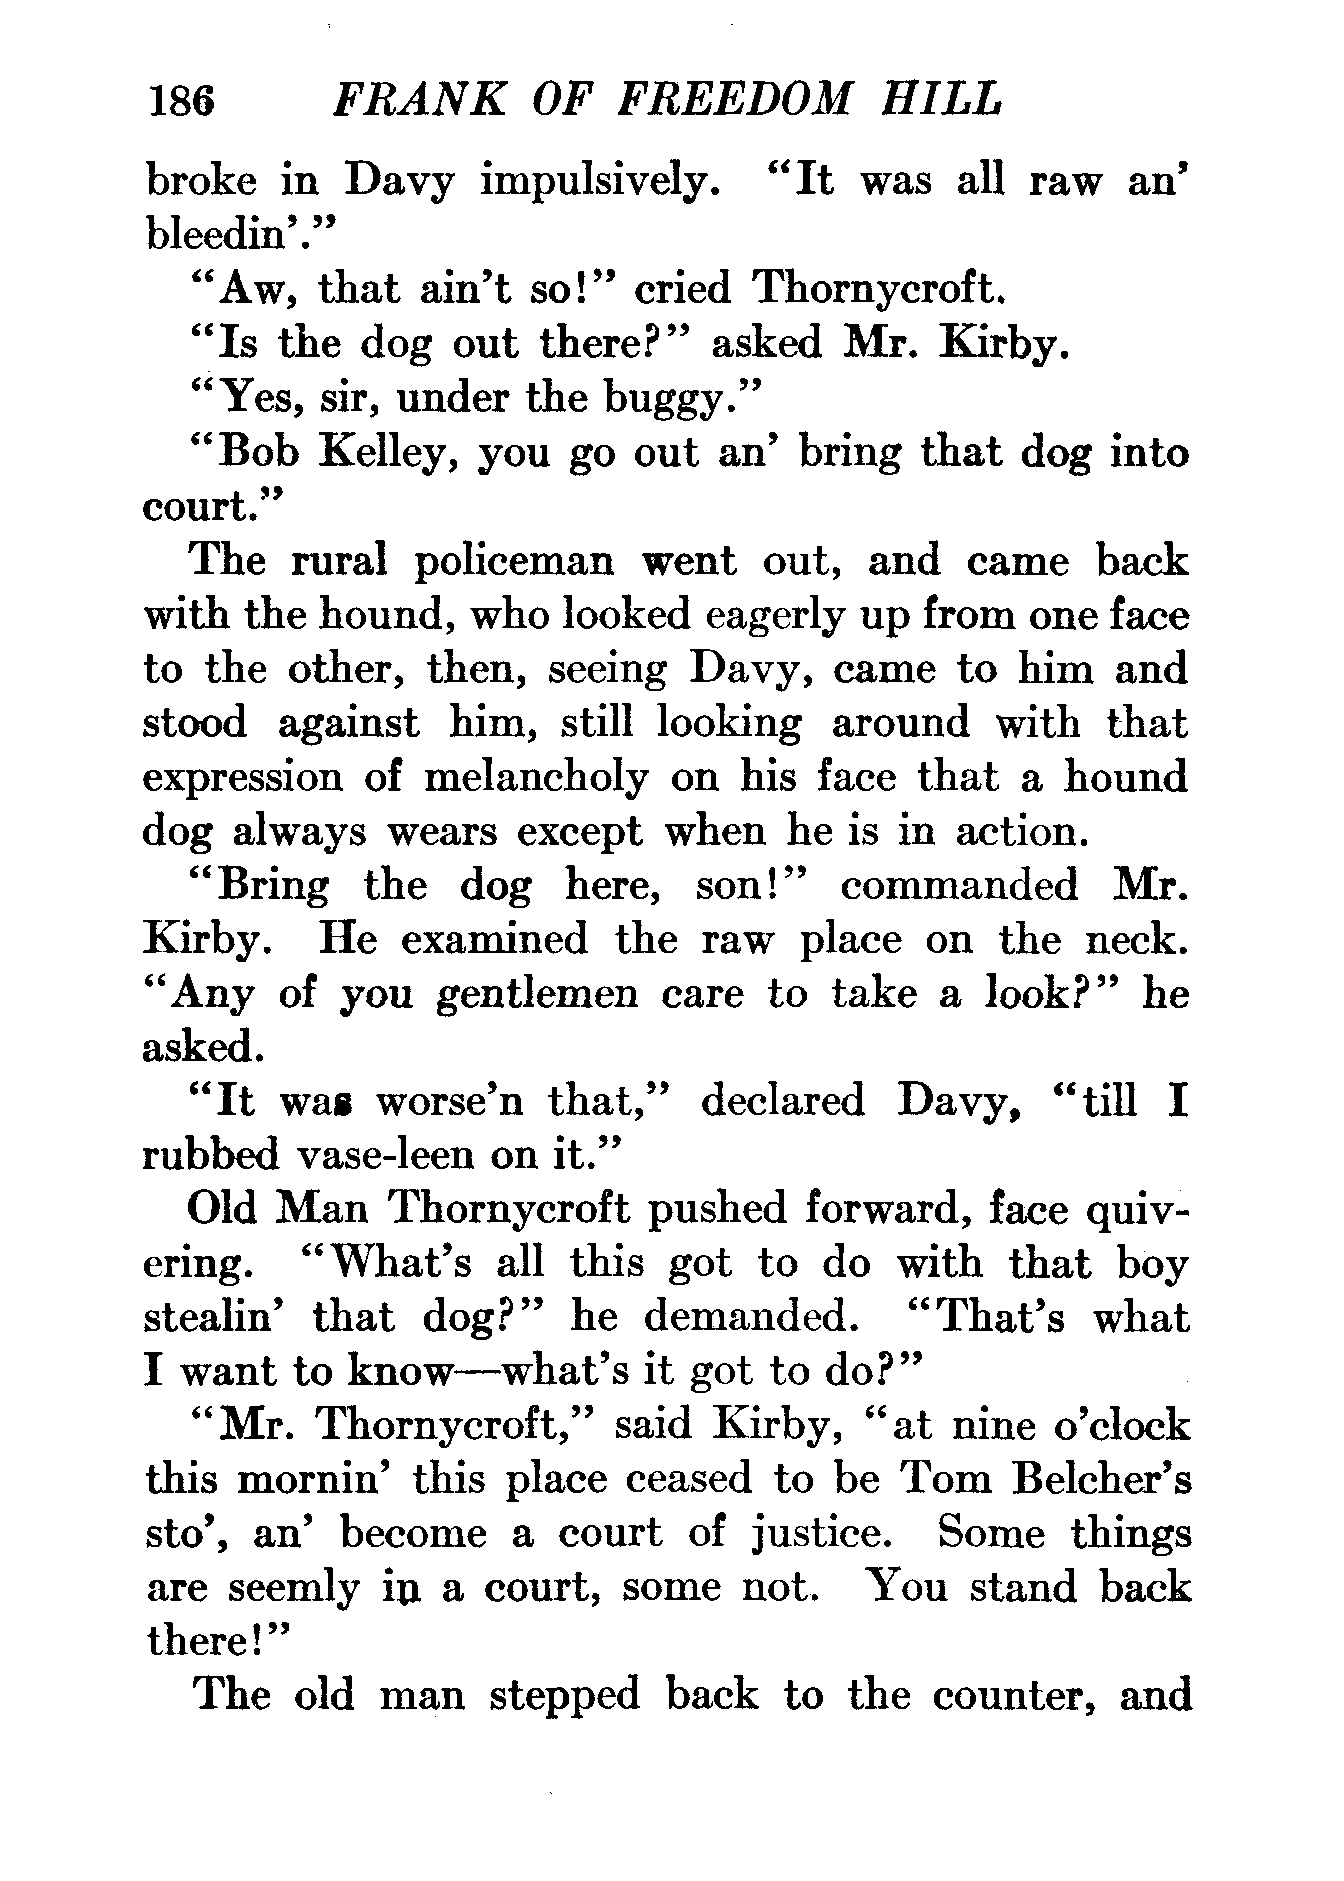 186 FRANK OF FREEDOM HILL
broke in Davy impulsively. "It was all raw an'
bleedin'."
"Aw, that ain't so!" cried Thornycroft.
"Is the dog out there?" asked Mr. Kirby.
"Yes, sir, under the buggy."
"Bob Kelley, you go out an' bring that dog into
court."
The rural policeman went out, and came back
with the hound, who looked eagerly up from one face
to the other, then, seeing Davy, came to him and
stood against him, still looking around with that
expression of melancholy on his face that a hound
dog always wears except when he is in action.
"Bring the dog here, son!" commanded Mr.
Kirby. He examined the raw place on the neck.
"Any of you gentlemen care to take a look?" he
asked.
"It was worse'n that," declared Davy, "till I
rubbed vase-leen on it."
Old Man Thornycroft pushed forward, face quiv-
ering. "What's all this got to do with that boy
stealin' that dog?" he demanded. "That's what
I want to know—what's it got to do?"
"Mr. Thornycroft," said Kirby, "at nine o'clock
this mornin' this place ceased to be Tom Belcher's
sto', an' become a court of justice. Some things
are seemly in a court, some not. You stand back
there!"
The old man stepped back to the counter, and